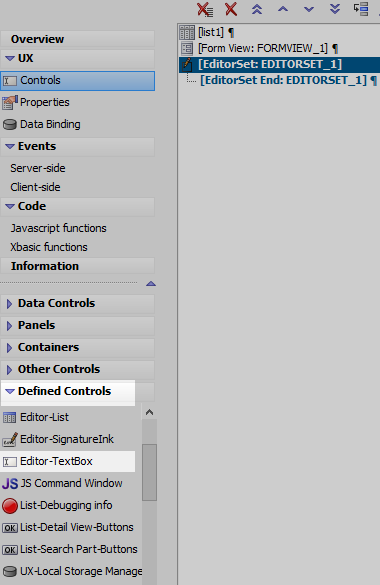 Overview
UX
Controls
Properties
Data Binding
Events
Server-side
Client-side
Code
Javascript functions
Xbasic functions
Information
Data Controls
Panels
Containers
Other Controls
Defined Controls
Editor-List
Editor-SignatureInk
Editor-TextBox
JS JS Command Window
List-Debugging info
OK List-Detail View-Buttons
OK List-Search Part-Buttons
UX-Local Storage Manage
[list1] ¶
[Form View: FORMVIEW_1] ¶
[EditorSet: EDITORSET_1]
[EditorSet End: EDITORSET_1] ¶